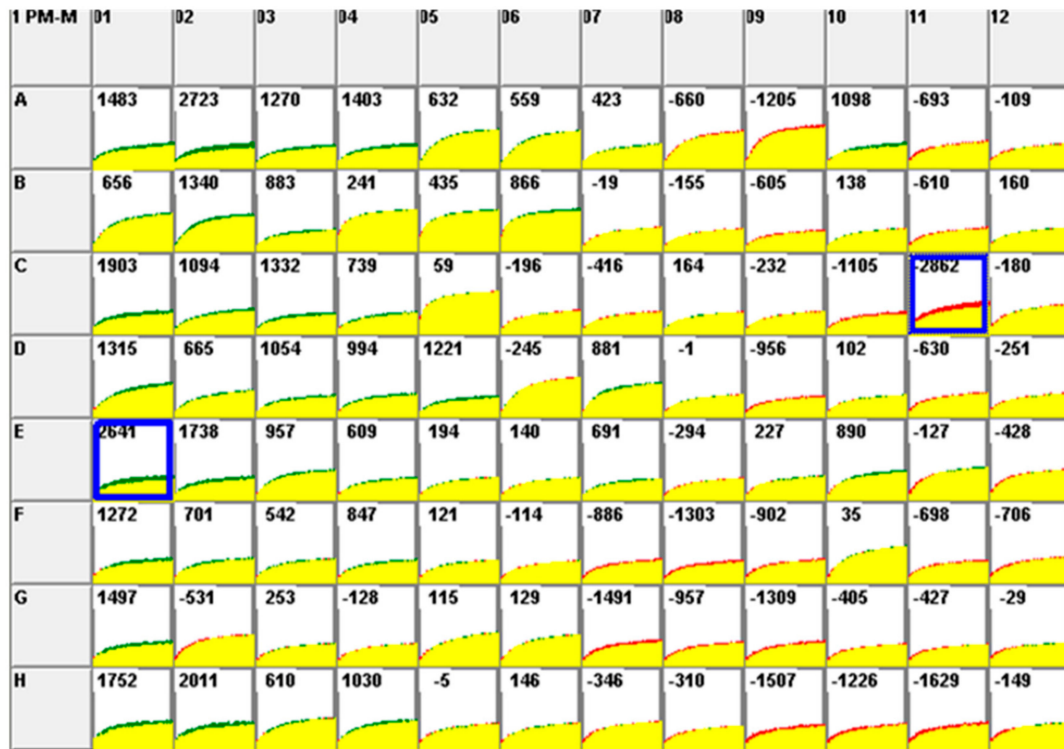 1 PM-M 01 02 03 04 05 06 07 08 09 10 11 12
A 1483 2723 1270 1403 632 559 423 -660 -1205 1098 -693 -109
B 656 1340 883 241 435 866 -19 -155 -605 138 -610 160
C 1903 1094 1332 739 59 -196 -416 164 -232 -1105 -2862 -180
D 1315 665 1054 994 1221 -245 881 -1 -956 102 -630 -251
E 2641 1738 957 609 194 140 691 -294 227 890 -127 -428
F 1272 701 542 847 121 -114 -886 -1303 -902 35 -698 -706
G 1497 -531 253 -128 115 129 -1491 -957 -1309 -405 -427 -29
H 1752 2011 610 1030 -5 146 -346 -310 -1507 -1226 -1629 -149